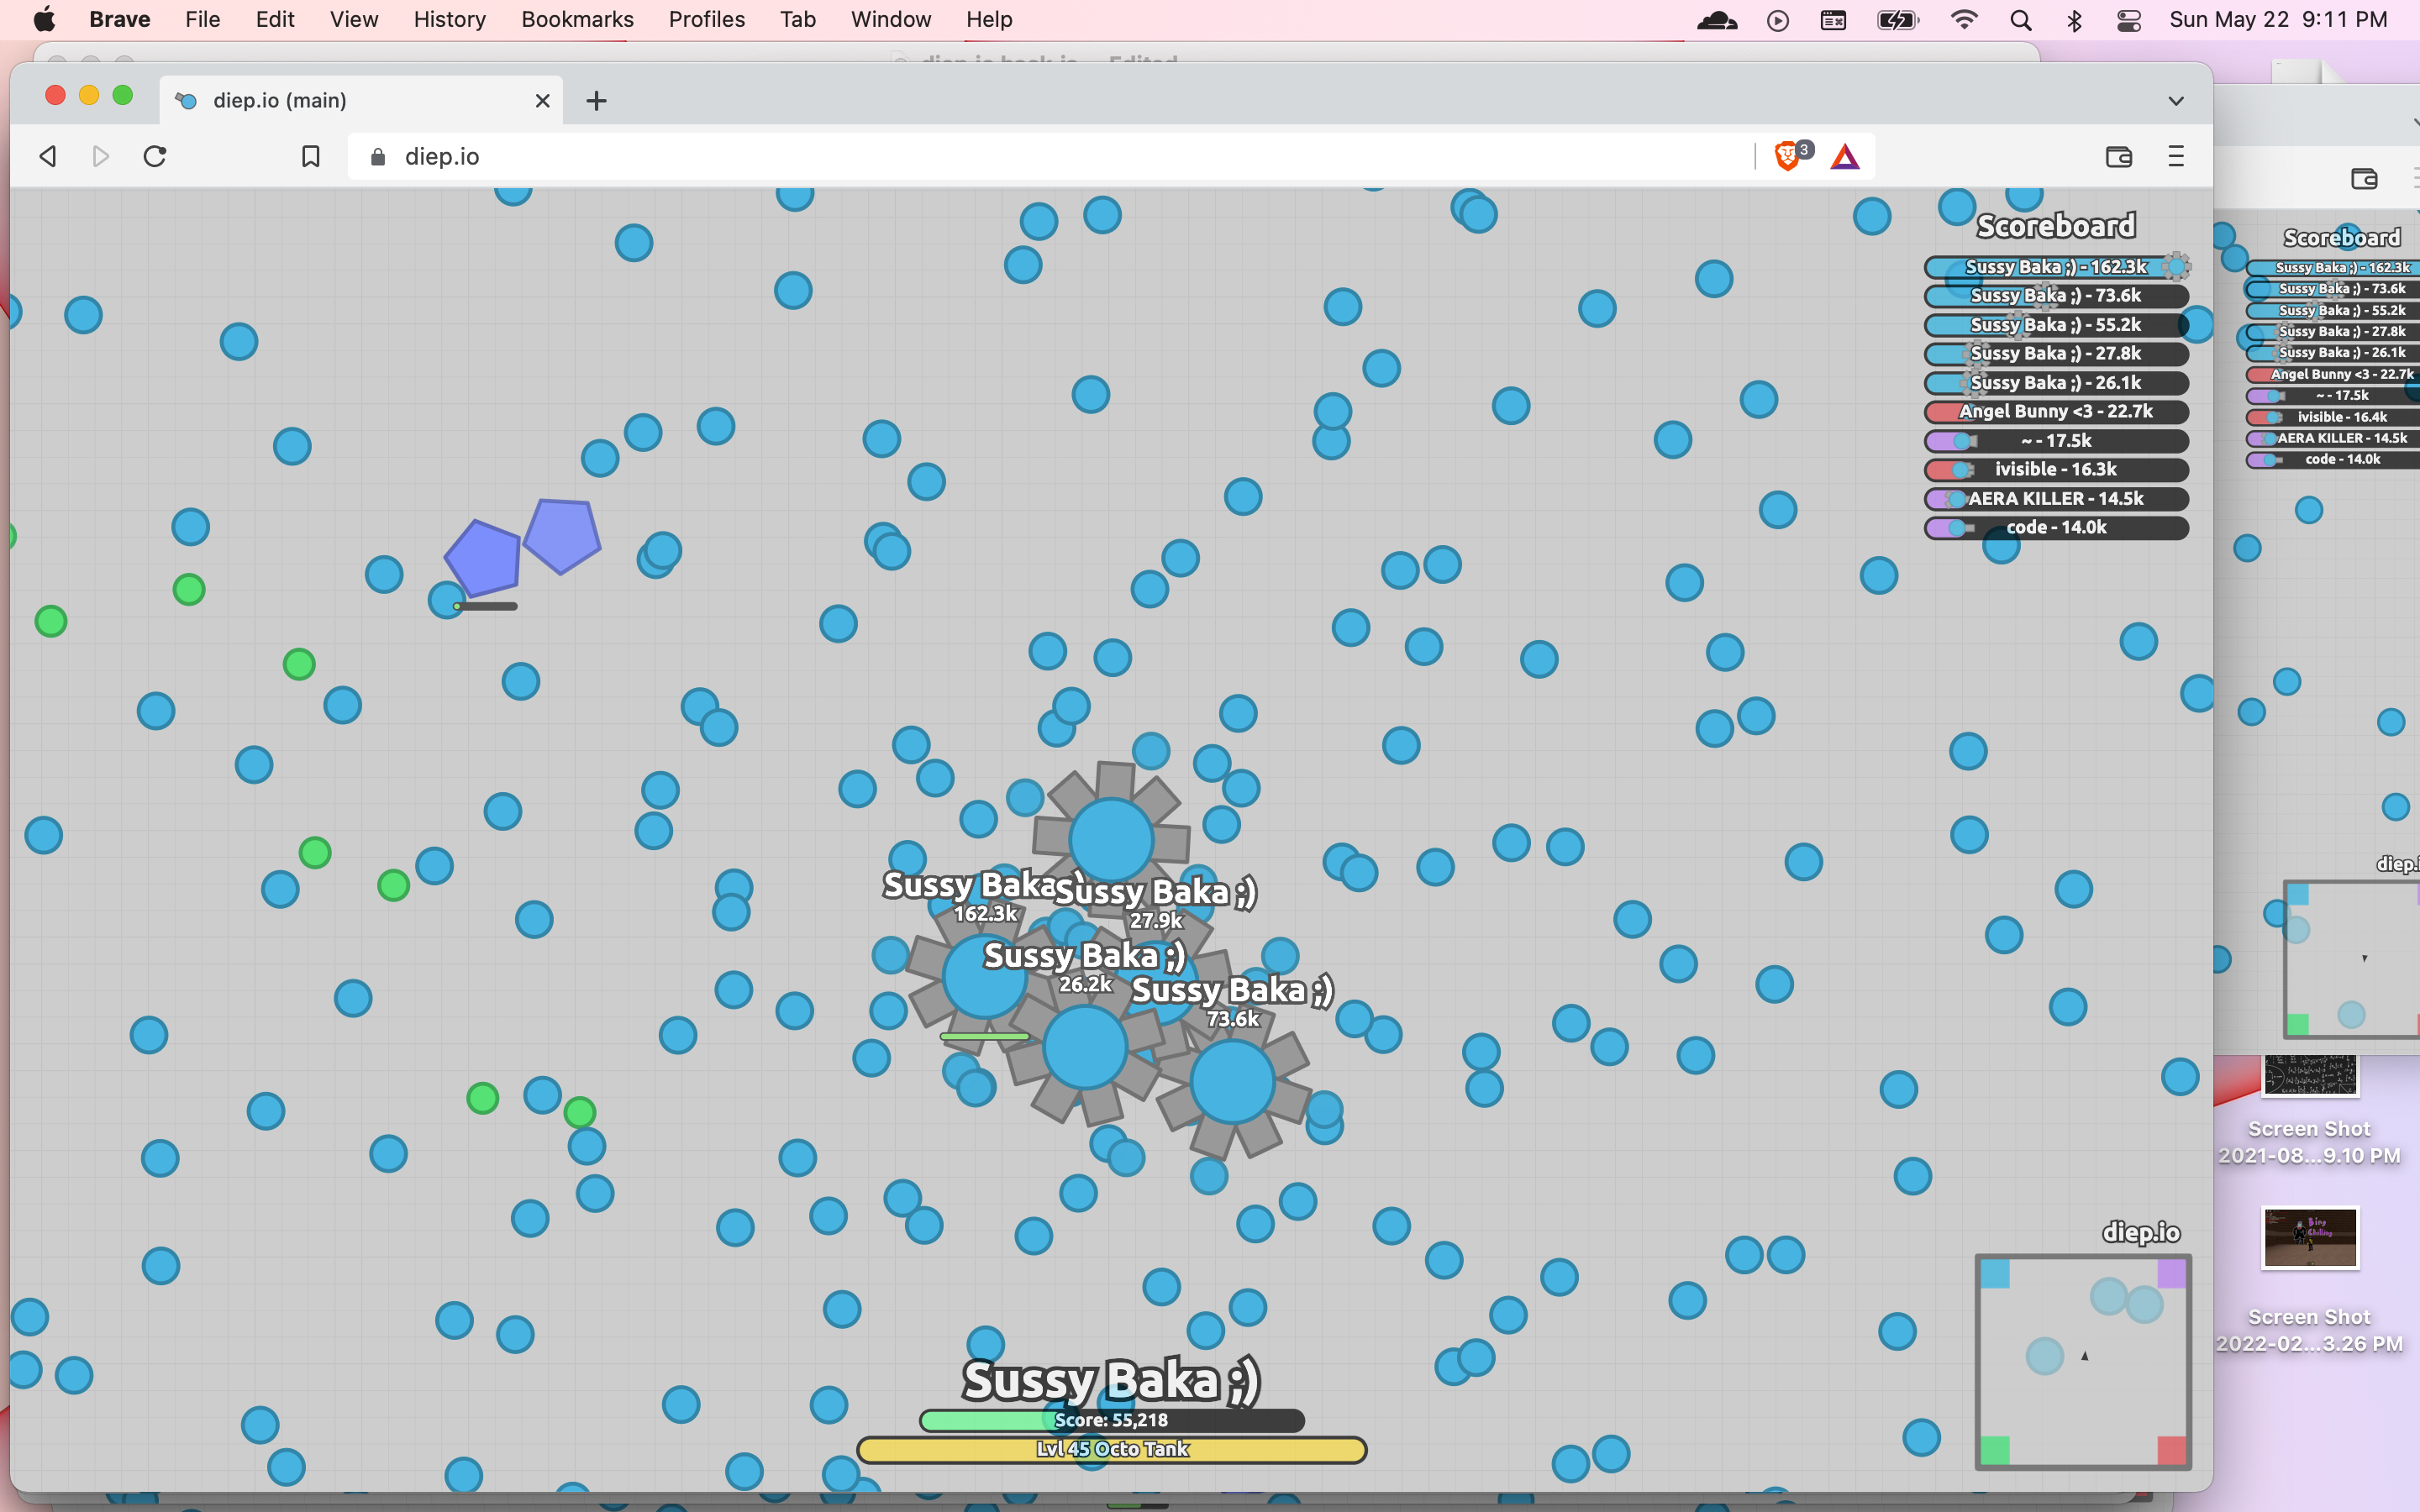 Brave File Edit View History Bookmarks Profiles Tab Window Help Sun May 22 9:11 PM
diep.io (main)
3
diep.io
Scoreboard
Sussy Baka ;) - 162.3k
Sussy Baka ;) - 73.6k
Sussy Baka ;) - 55.2k
Sussy Baka ;) - 27.8k
Sussy Baka ;) - 26.1k
Angel Bunny <3 - 22.7k
~ - 17.5k
ivisible - 16.3k
AERA KILLER - 14.5k
code - 14.0k
Scoreboard
Sussy Baka ;) - 162.3k
Sussy Baka ;) - 73.6k
Sussy Baka ;) - 55.2k
Sussy Baka ;) - 27.8k
Sussy Baka ;) - 26.1k
Angel Bunny <3 - 22.7k
~ - 17.5k
ivisible - 16.4k
AERA KILLER - 14.5k
code - 14.0k
Sussy Baka ;)
162.3k
Sussy Baka ;)
27.9k
Sussy Baka ;)
26.2k
Sussy Baka ;)
73.6k
diep.i
Screen Shot
2021-08...9.10 PM
Screen Shot
2022-02...3.26 PM
diep.io
Sussy Baka ;)
Score: 55,218
Lvl 45 Octo Tank